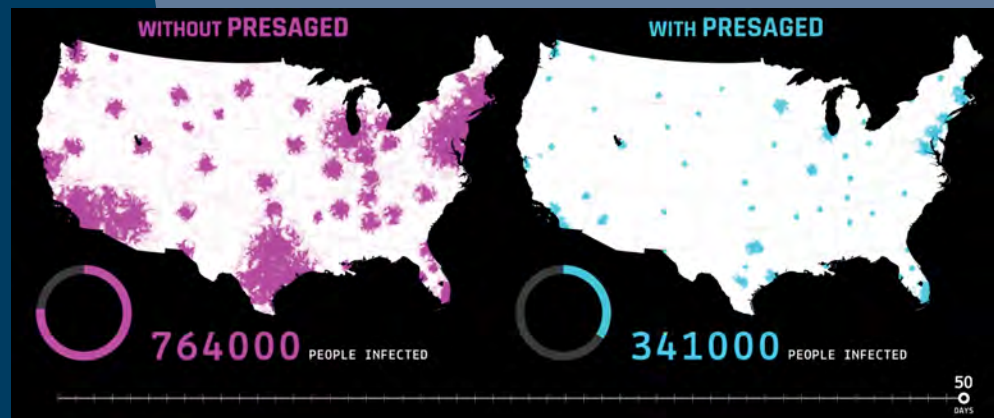 WITHOUT PRESAGED
WITH PRESAGED
764000 PEOPLE INFECTED
341000 PEOPLE INFECTED
50
DAYS